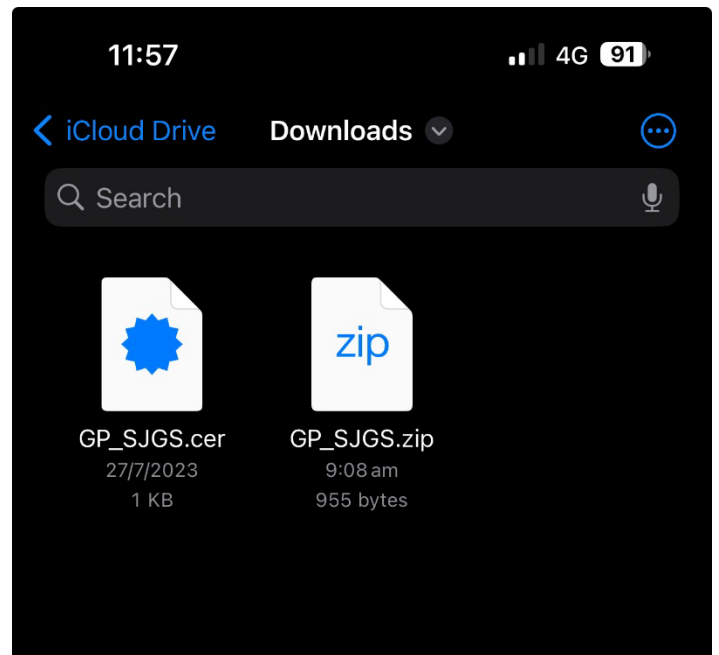 11:57
4G 91
iCloud Drive Downloads
Search
zip
GP_SJGS.cer GP_SJGS.zip
27/7/2023 9:08 am
1 KB 955 bytes